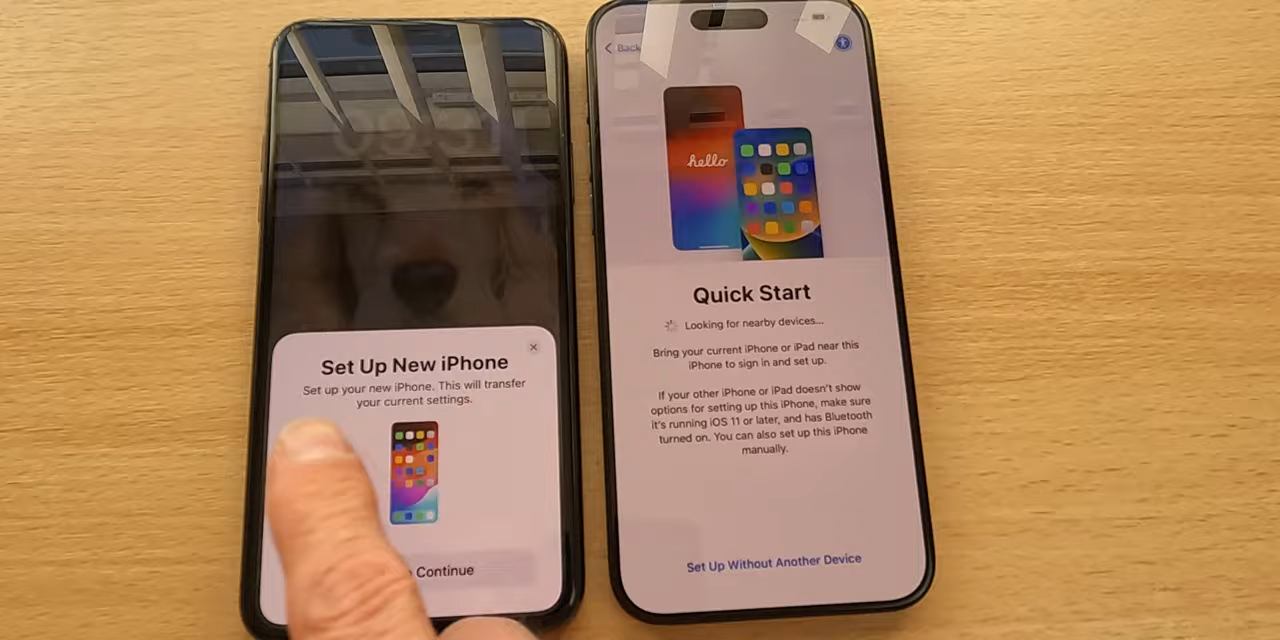 Set Up New iPhone
Set up your new iPhone. This will transfer
your current settings.
Continue
Back
hello
Quick Start
Looking for nearby devices...
Bring your current iPhone or iPad near this
iPhone to sign in and set up.
If your other iPhone or iPad doesn't show
options for setting up this iPhone, make sure
it's running iOS 11 or later, and has Bluetooth
turned on. You can also set up this iPhone
manually.
Set Up Without Another Device